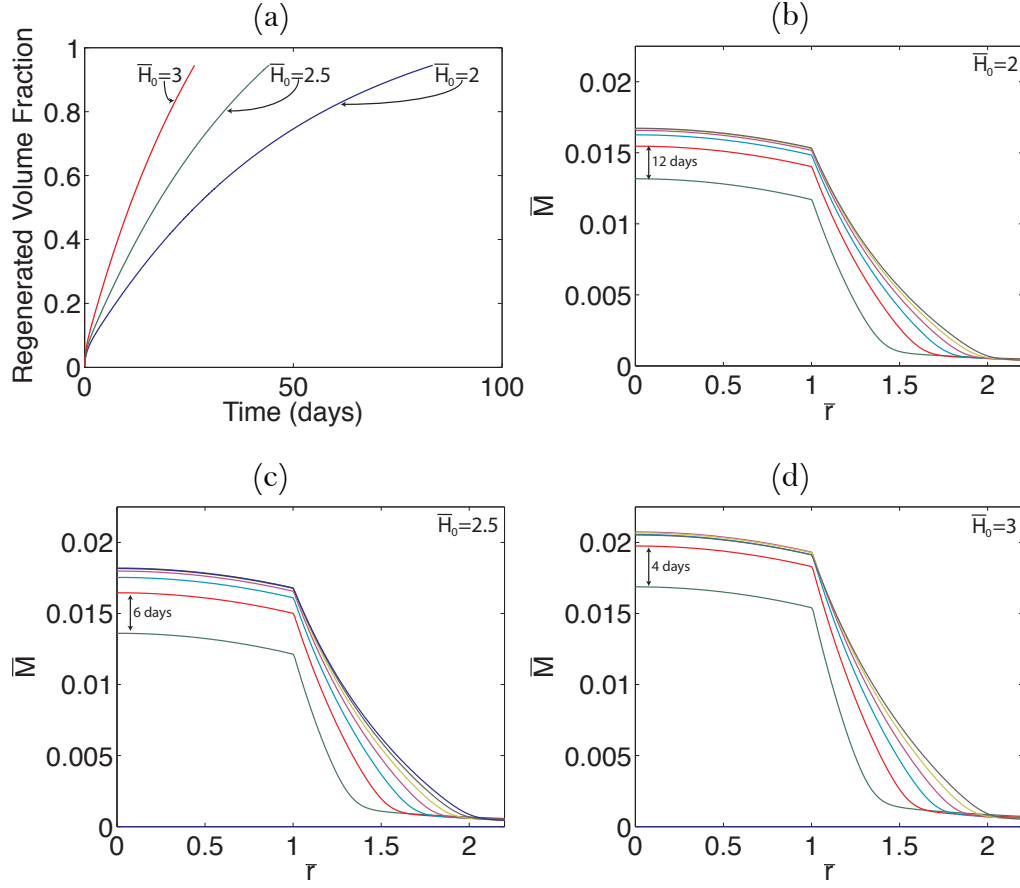 (a)
Regenerated Volume Fraction
1
0.8
0.6
0.4
0.2
0
H̅₀=3
H̅₀=2.5
H̅₀=2
0 50 100
Time (days)
(b)
H̅₀=2
M̅
0.02
0.015
0.01
0.005
0
12 days
0 0.5 1 1.5 2
r̅
(c)
H̅₀=2.5
M̅
0.02
0.015
0.01
0.005
0
6 days
0 0.5 1 1.5 2
r̅
(d)
H̅₀=3
M̅
0.02
0.015
0.01
0.005
0
4 days
0 0.5 1 1.5 2
r̅